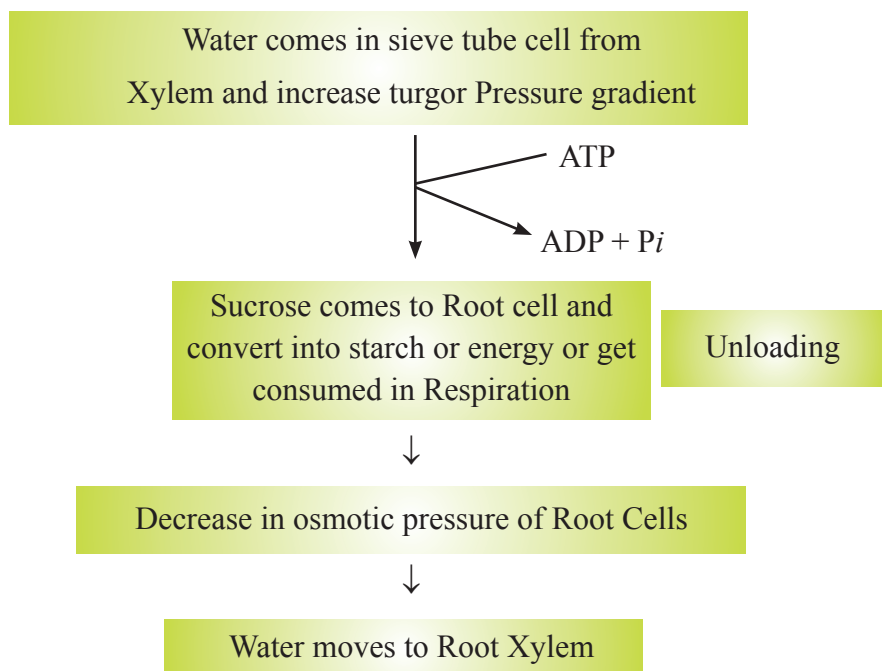 Water comes in sieve tube cell from
Xylem and increase turgor Pressure gradient
ATP
ADP + Pi
Sucrose comes to Root cell and
convert into starch or energy or get
consumed in Respiration
Unloading
↓
Decrease in osmotic pressure of Root Cells
↓
Water moves to Root Xylem